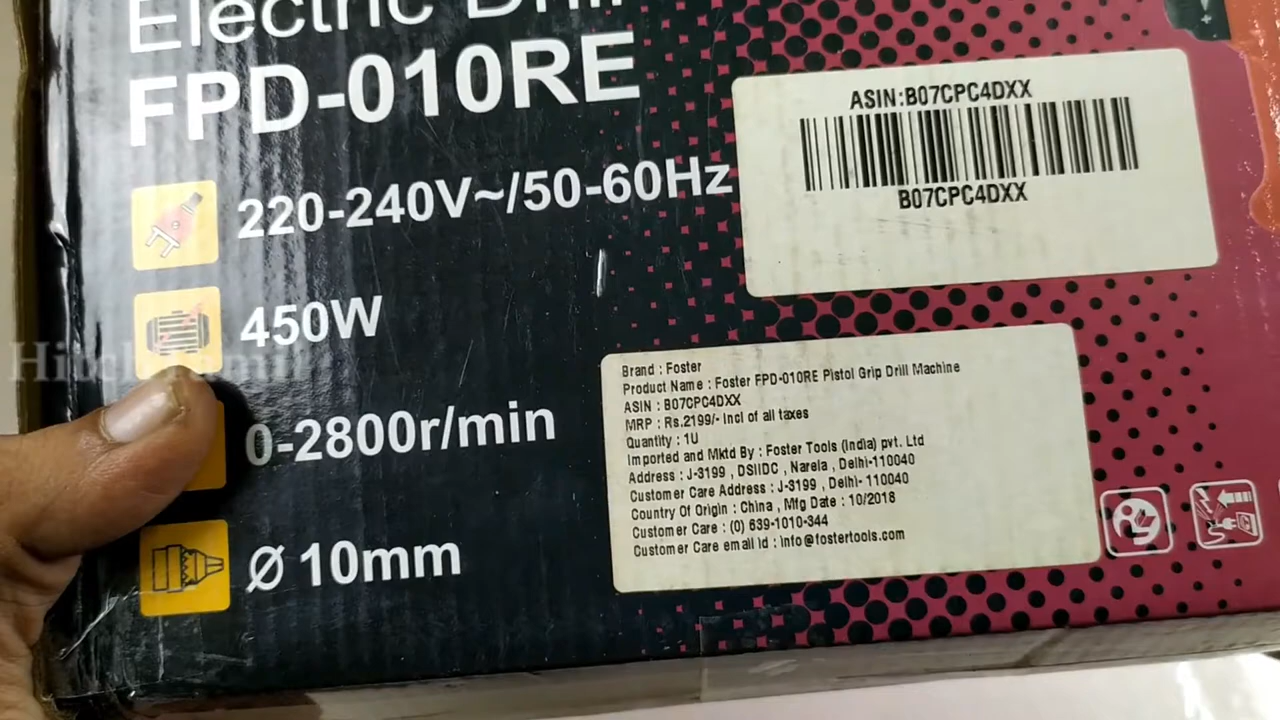 Electric Drill
FPD-010RE
220-240V~/50-60Hz
450W
0-2800r/min
Ø 10mm
ASIN:B07CPC4DXX
B07CPC4DXX
Brand : Foster
Product Name : Foster FPD-010RE Pistol Grip Drill Machine
ASIN : B07CPC4DXX
MRP : Rs.2199/- Incl of all taxes
Quantity : 1U
Imported and Mktd By : Foster Tools (India) pvt. Ltd
Address : J-3199 , DSIIDC , Narela , Delhi-110040
Customer Care Address : J-3199 , Delhi- 110040
Country Of Origin : China , Mfg Date : 10/2018
Customer Care : (0) 639-1010-344
Customer Care email Id : info@fostertools.com